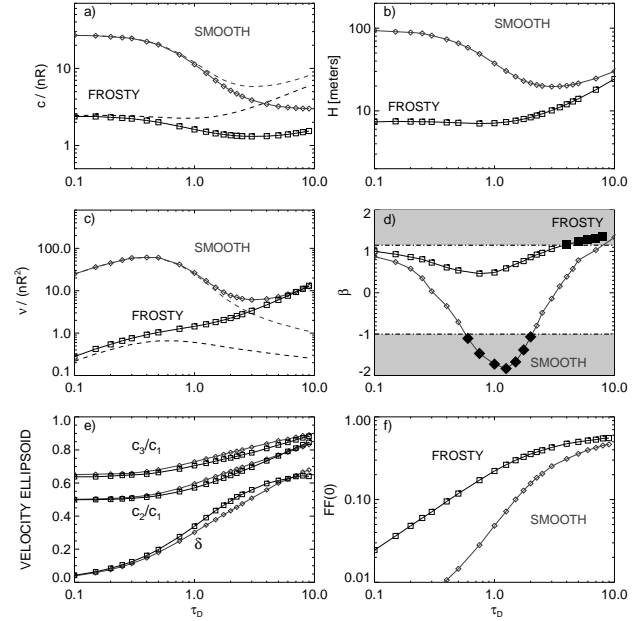 a)
SMOOTH
FROSTY
c / (nR)
10
1
0.1
1.0
10.0
b)
SMOOTH
FROSTY
H [meters]
100
10
0.1
1.0
10.0
c)
SMOOTH
FROSTY
ν / (nR²)
100.0
10.0
1.0
0.1
0.1
1.0
10.0
d)
FROSTY
SMOOTH
β
2
1
0
-1
-2
0.1
1.0
10.0
e)
c₃/c₁
c₂/c₁
δ
VELOCITY ELLIPSOID
1.0
0.8
0.6
0.4
0.2
0.0
0.1
1.0
10.0
τ_D
f)
FROSTY
SMOOTH
FF(0)
0.10
0.01
0.1
1.0
10.0
τ_D